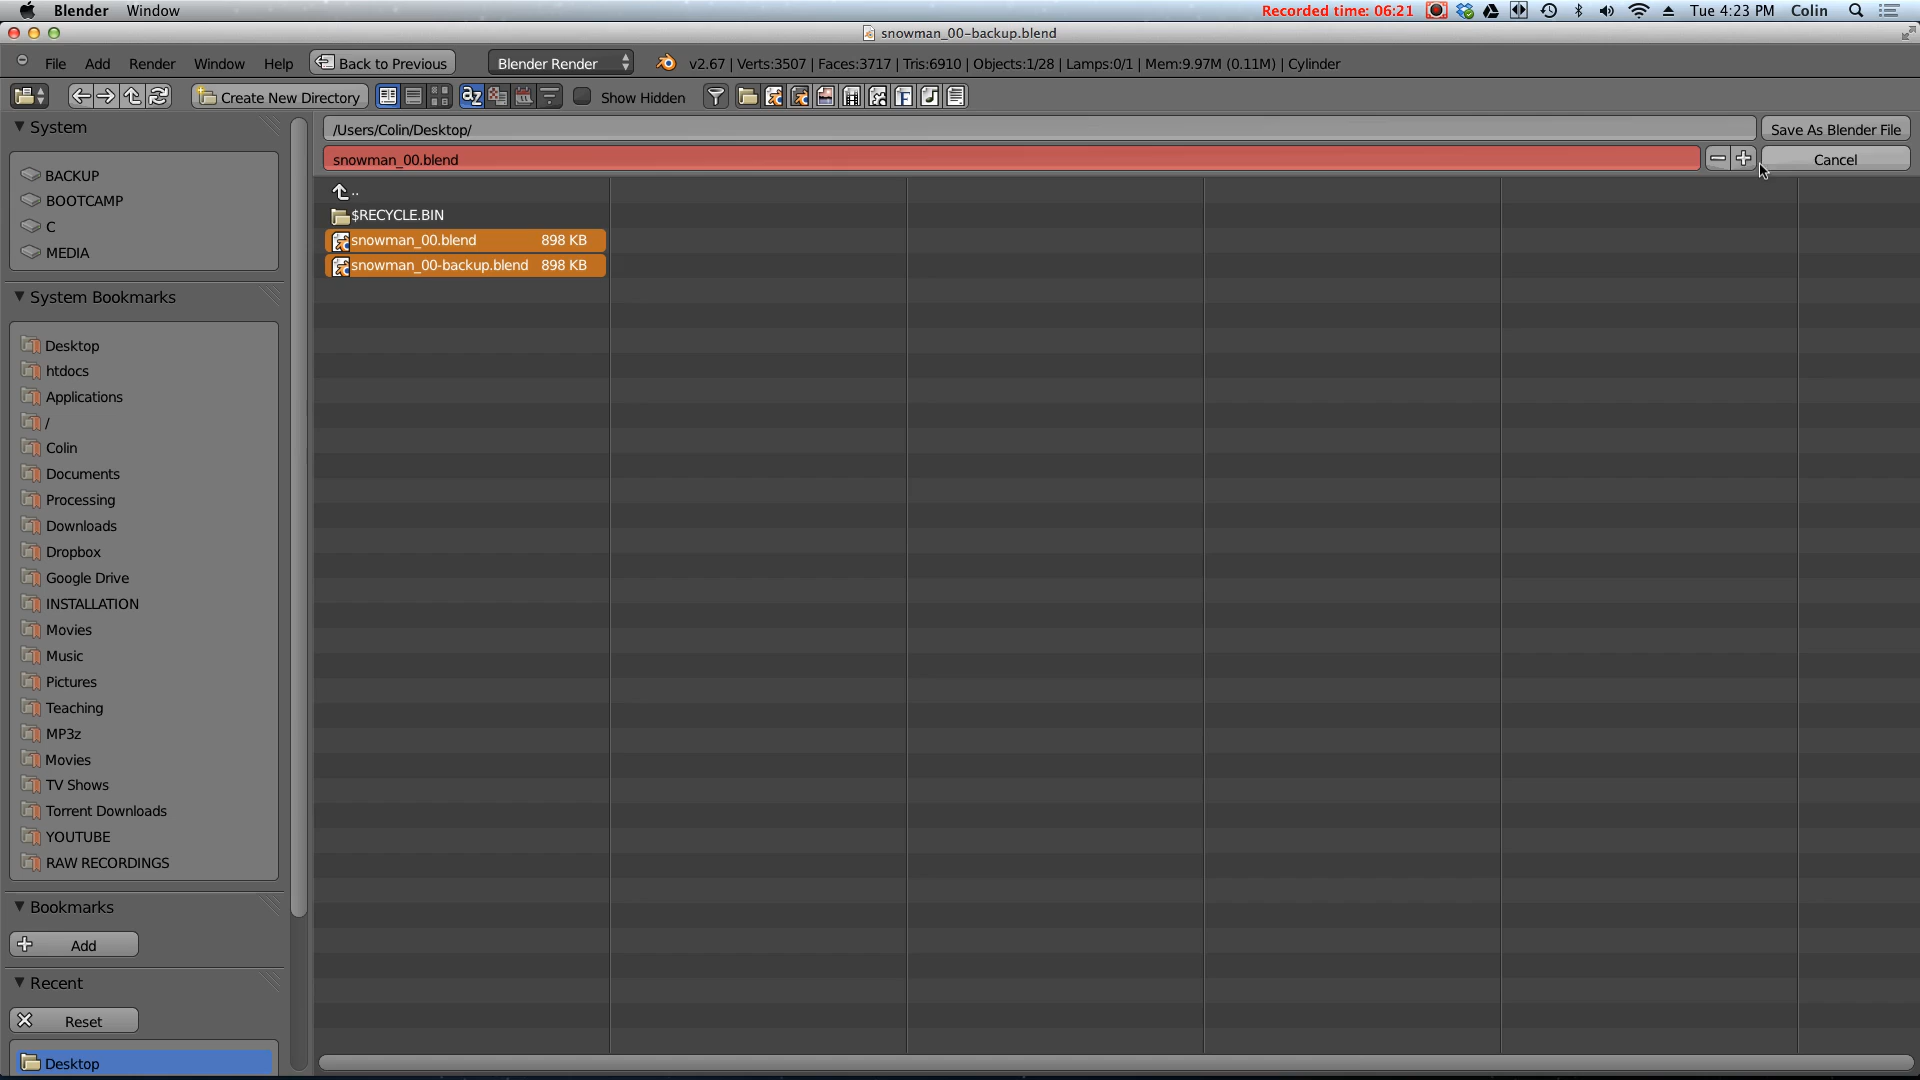 Blender Window Recorded time: 06:21 Tue 4:23 PM Colin
snowman_00-backup.blend
File Add Render Window Help Back to Previous Blender Render v2.67 | Verts:3507 | Faces:3717 | Tris:6910 | Objects:1/28 | Lamps:0/1 | Mem:9.97M (0.11M) | Cylinder
Create New Directory az Show Hidden F
System
/Users/Colin/Desktop/ Save As Blender File
snowman_00.blend Cancel
BACKUP
BOOTCAMP
C
MEDIA
..
$RECYCLE.BIN
snowman_00.blend 898 KB
snowman_00-backup.blend 898 KB
System Bookmarks
Desktop
htdocs
Applications
/
Colin
Documents
Processing
Downloads
Dropbox
Google Drive
INSTALLATION
Movies
Music
Pictures
Teaching
MP3z
Movies
TV Shows
Torrent Downloads
YOUTUBE
RAW RECORDINGS
Bookmarks
Add
Recent
Reset
Desktop